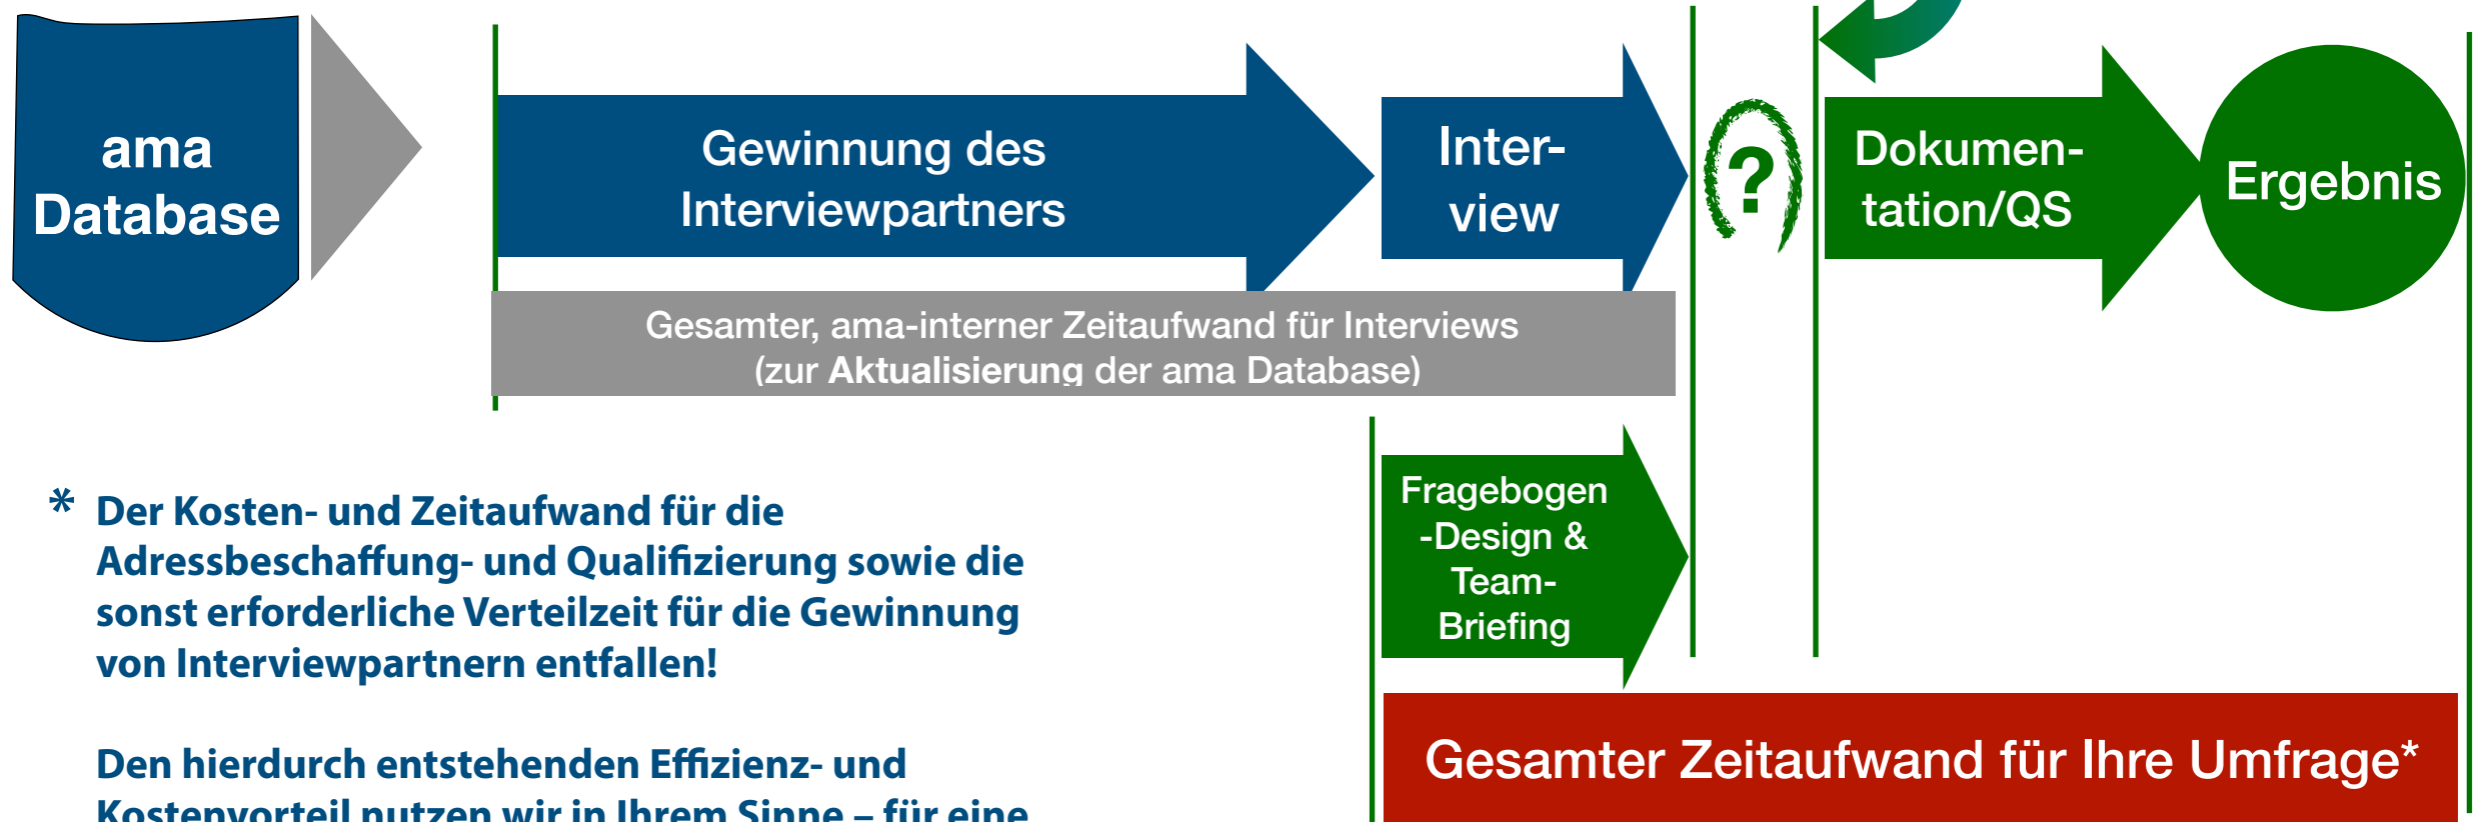 ama
Database
Gewinnung des
Interviewpartners
Inter-
view
?
Dokumen-
tation/QS
Ergebnis
Gesamter, ama-interner Zeitaufwand für Interviews
(zur Aktualisierung der ama Database)
Fragebogen
-Design &
Team-
Briefing
* Der Kosten- und Zeitaufwand für die
Adressbeschaffung- und Qualifizierung sowie die
sonst erforderliche Verteilzeit für die Gewinnung
von Interviewpartnern entfallen!
Den hierdurch entstehenden Effizienz- und
Kostenvorteil nutzen wir in Ihrem Sinne – für eine
Gesamter Zeitaufwand für Ihre Umfrage*